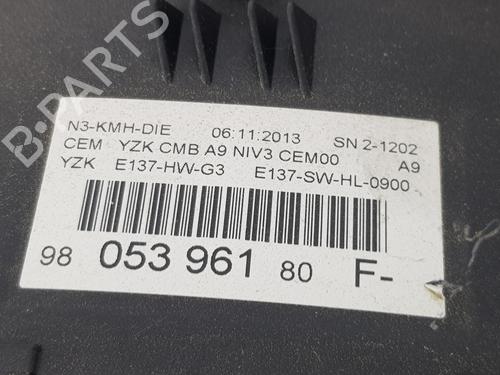 B-PARTS
N3-KMH-DIE 06:11:2013 SN 2-1202
CEM YZK CMB A9 NIV3 CEM00 A9
YZK E137-HW-G3 E137-SW-HL-0900
98 053 961 80 F-